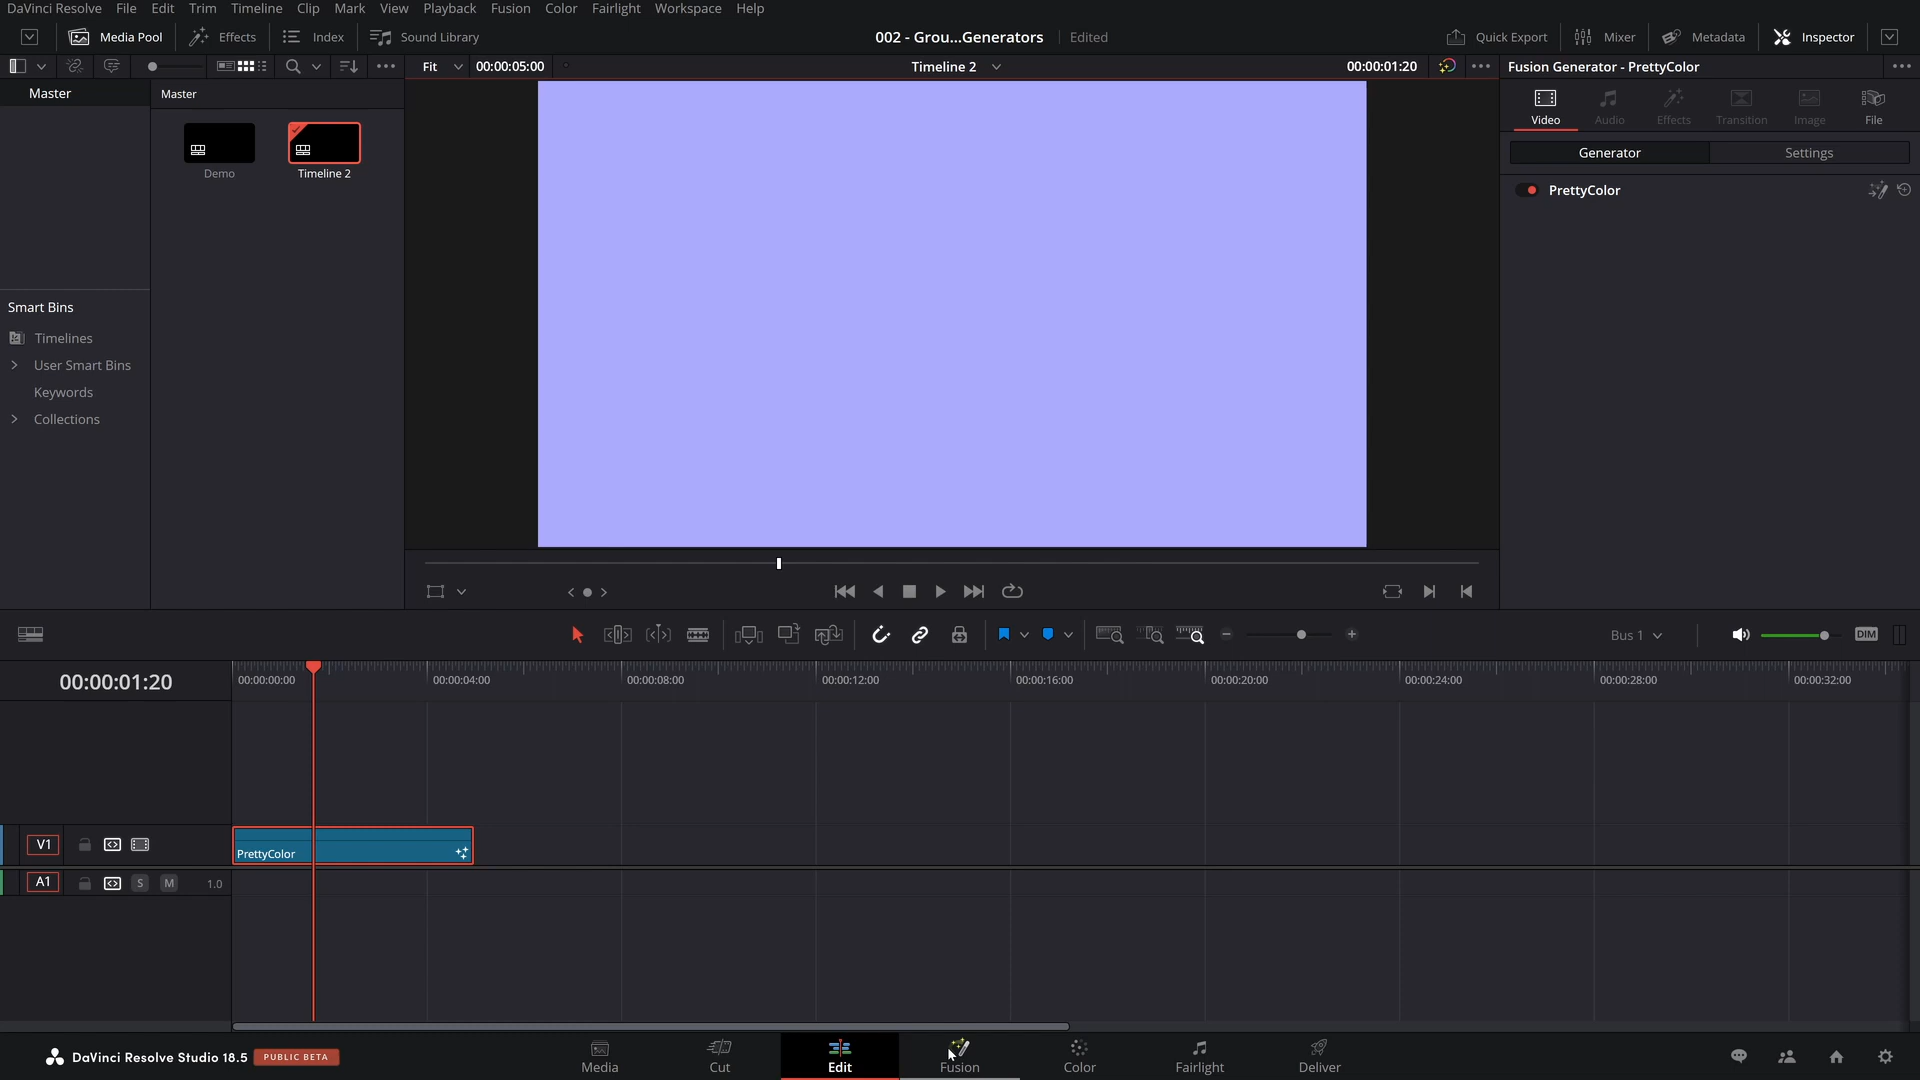 DaVinci Resolve File Edit Trim Timeline Clip Mark View Playback Fusion Color Fairlight Workspace Help
Media Pool Effects Index Sound Library 002 - Grou...Generators Edited Quick Export Mixer Metadata Inspector
Fit 00:00:05:00 Timeline 2 00:00:01:20 Fusion Generator - PrettyColor
Master Master
Video Audio Effects Transition Image File
Generator Settings
Demo Timeline 2
PrettyColor
Smart Bins
Timelines
User Smart Bins
Keywords
Collections
Bus 1 DIM
00:00:01:20 00:00:00:00 00:00:04:00 00:00:08:00 00:00:12:00 00:00:16:00 00:00:20:00 00:00:24:00 00:00:28:00 00:00:32:00
V1 PrettyColor
A1 S M 1.0
DaVinci Resolve Studio 18.5 PUBLIC BETA Media Cut Edit Fusion Color Fairlight Deliver